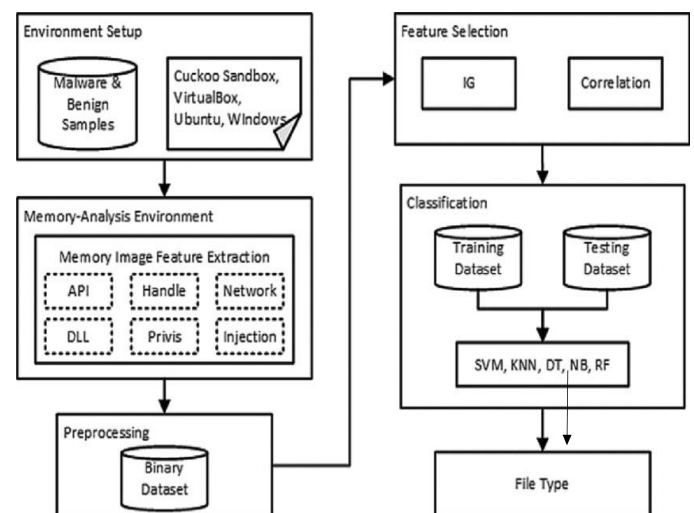 Environment Setup
Malware &
Benign
Samples
Cuckoo Sandbox,
VirtualBox,
Ubuntu, WIndows
Memory-Analysis Environment
Memory Image Feature Extraction
API
Handle
Network
DLL
Privis
Injection
Preprocessing
Binary
Dataset
Feature Selection
IG
Correlation
Classification
Training
Dataset
Testing
Dataset
SVM, KNN, DT, NB, RF
File Type